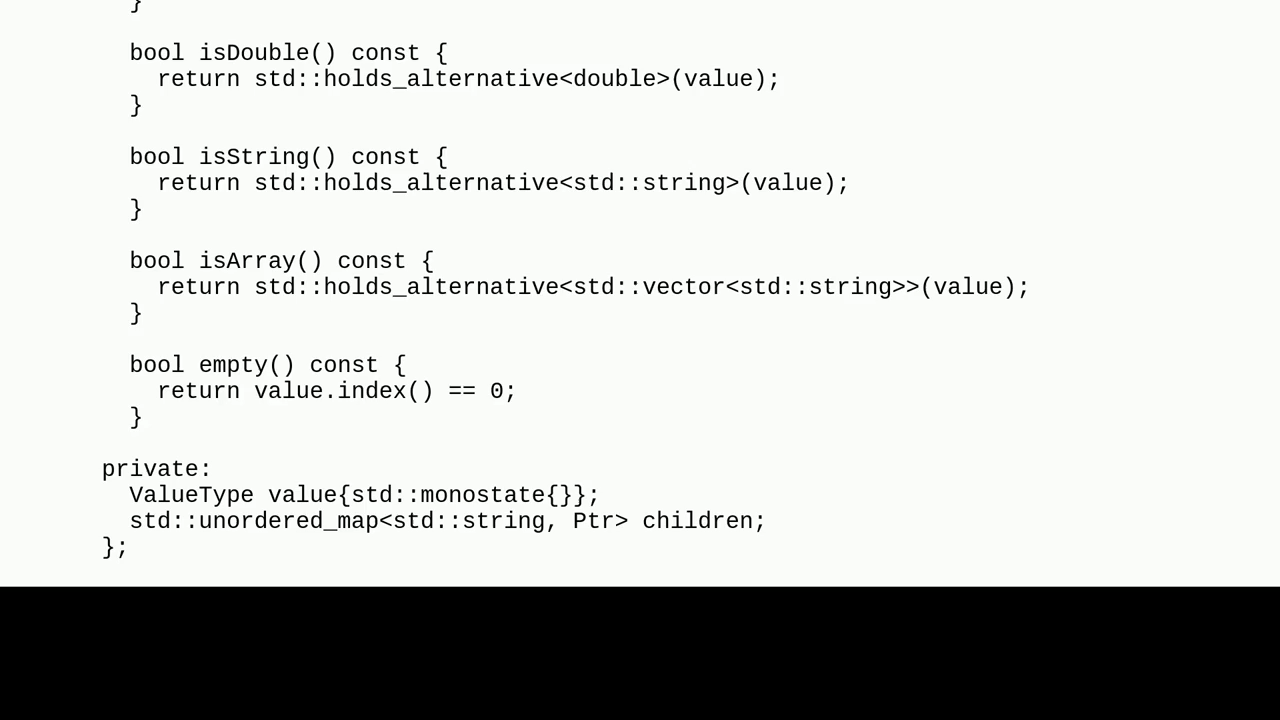 }
bool isDouble() const {
return std::holds_alternative<double>(value);
}
bool isString() const {
return std::holds_alternative<std::string>(value);
}
bool isArray() const {
return std::holds_alternative<std::vector<std::string>>(value);
}
bool empty() const {
return value.index() == 0;
}
private:
ValueType value{std::monostate{}};
std::unordered_map<std::string, Ptr> children;
};